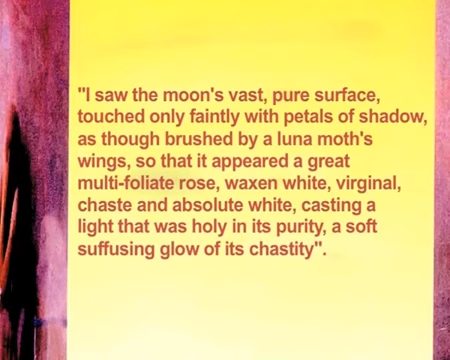 "I saw the moon's vast, pure surface,
touched only faintly with petals of shadow,
as though brushed by a luna moth's
wings, so that it appeared a great
multi-foliate rose, waxen white, virginal,
chaste and absolute white, casting a
light that was holy in its purity, a soft
suffusing glow of its chastity".